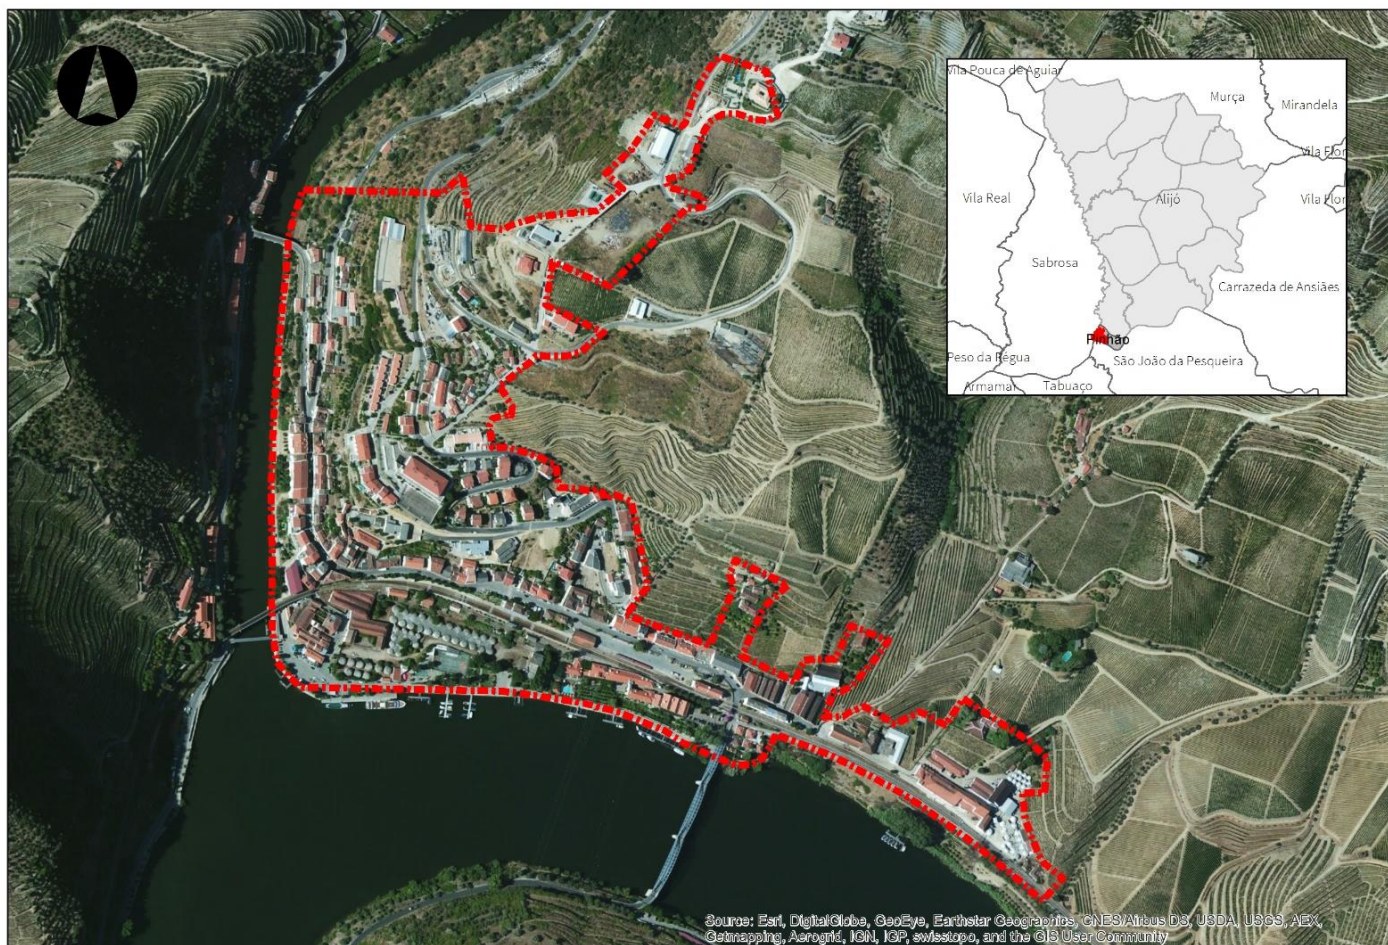 Vila Pouca de Aguiar
Murça
Mirandela
Vila Flor
Vila Real
Alijó
Vila Flor
Sabrosa
Carrazeda de Ansiães
Pinhão
Peso da Régua
São João da Pesqueira
Armamar
Tabuaço
Source: Esri, DigitalGlobe, GeoEye, Earthstar Geographics, CNES/Airbus DS, USDA, USGS, AEX,
Getmapping, Aerogrid, IGN, IGP, swisstopo, and the GIS User Community